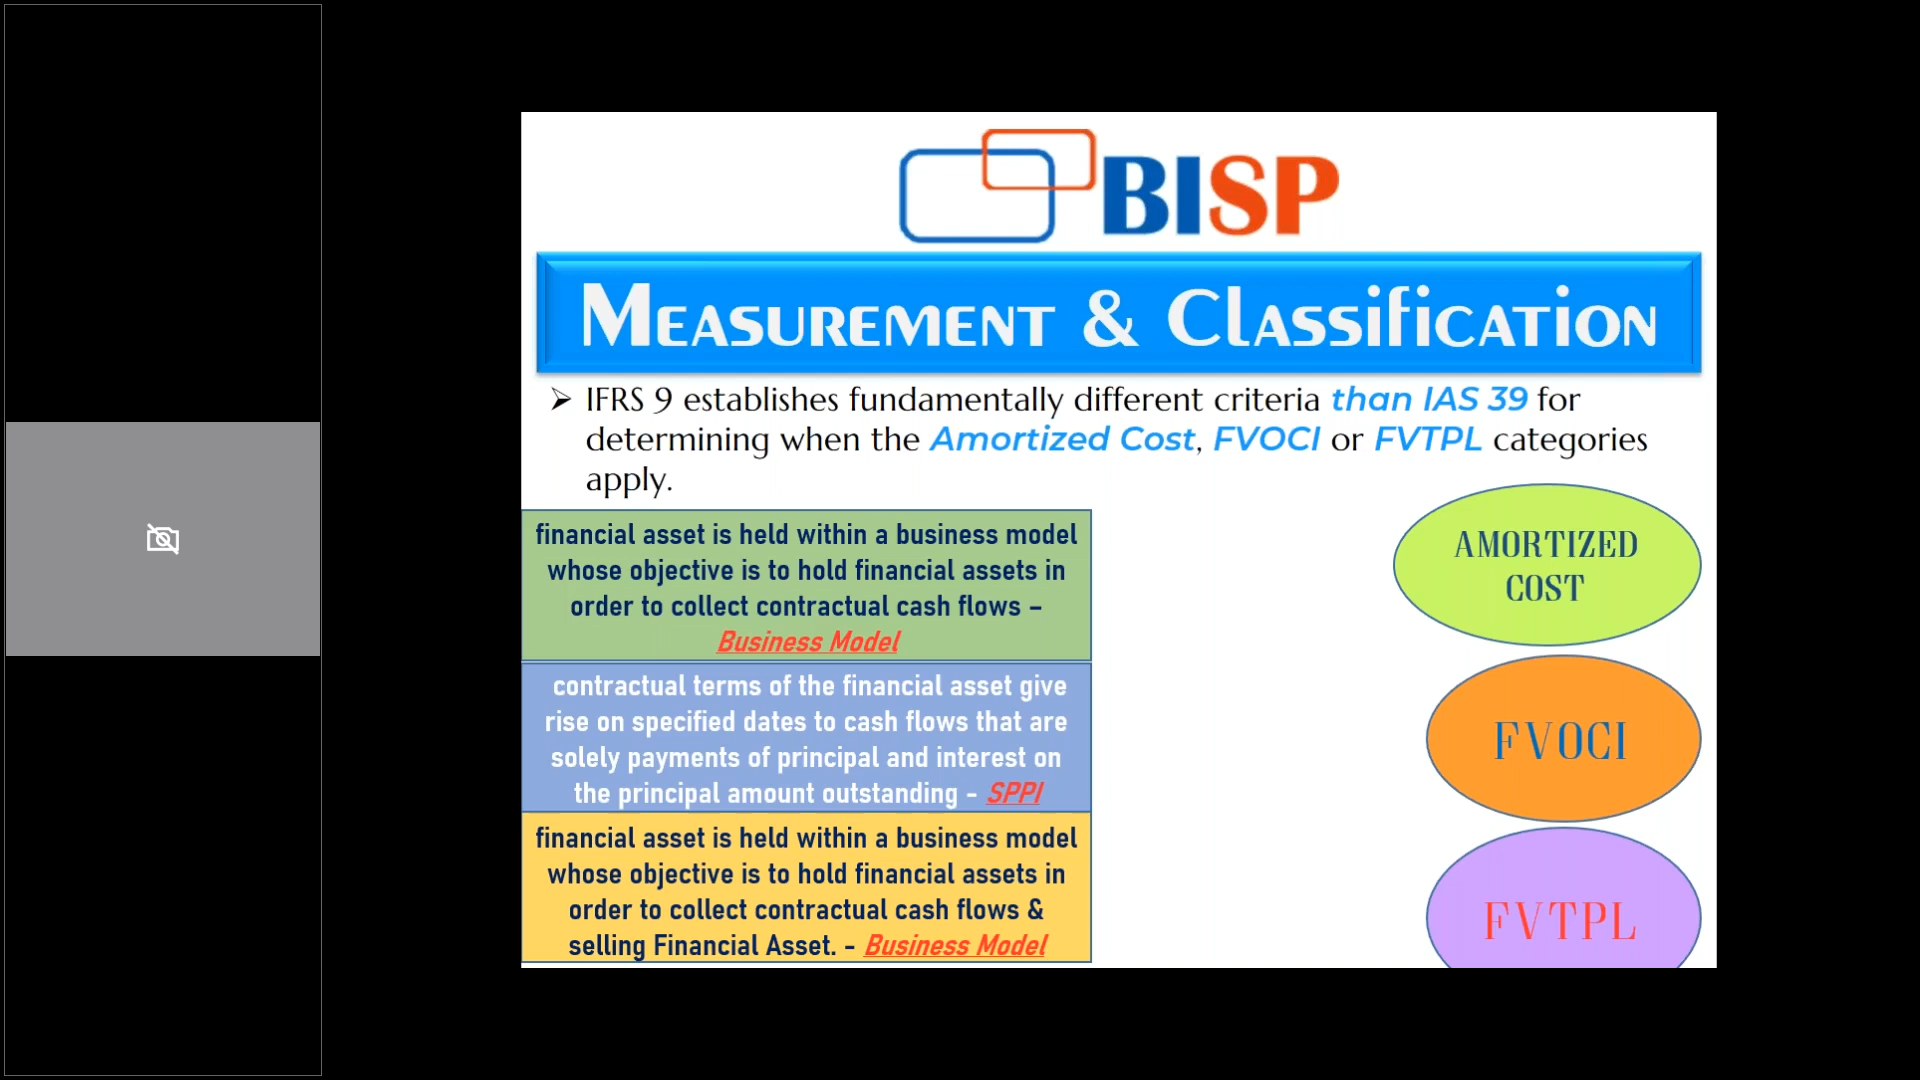 BISP
Measurement & Classification
➢ IFRS 9 establishes fundamentally different criteria than IAS 39 for
determining when the Amortized Cost, FVOCI or FVTPL categories
apply.
financial asset is held within a business model
whose objective is to hold financial assets in
order to collect contractual cash flows –
Business Model
contractual terms of the financial asset give
rise on specified dates to cash flows that are
solely payments of principal and interest on
the principal amount outstanding - SPPI
financial asset is held within a business model
whose objective is to hold financial assets in
order to collect contractual cash flows &
selling Financial Asset. - Business Model
AMORTIZED
COST
FVOCI
FVTPL